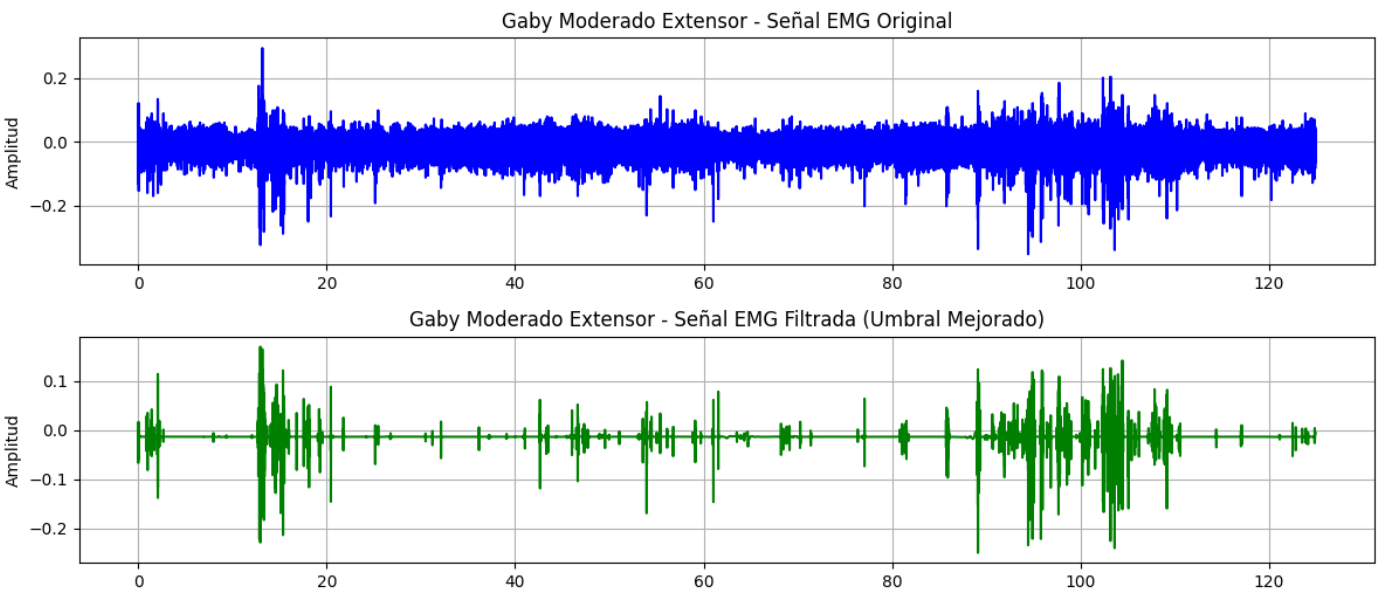 Gaby Moderado Extensor - Señal EMG Original
Amplitud
0.2
0.0
−0.2
0 20 40 60 80 100 120
Gaby Moderado Extensor - Señal EMG Filtrada (Umbral Mejorado)
Amplitud
0.1
0.0
−0.1
−0.2
0 20 40 60 80 100 120